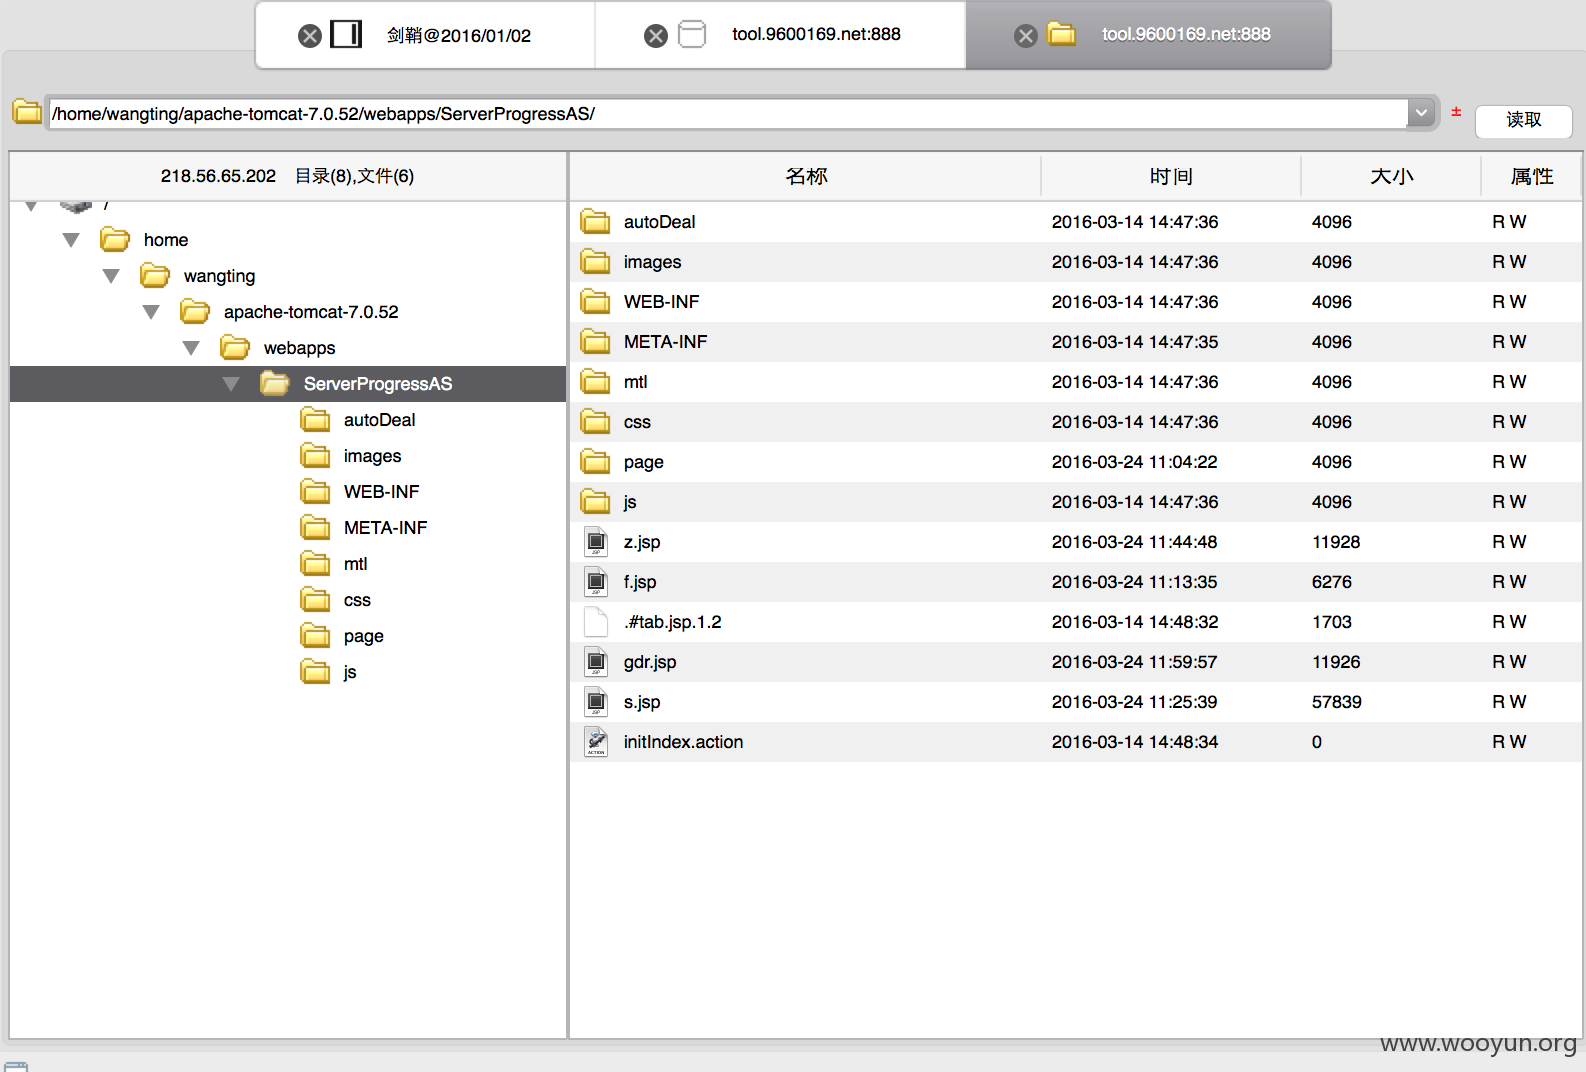 剑鞘@2016/01/02
tool.9600169.net:888
tool.9600169.net:888
/home/wangting/apache-tomcat-7.0.52/webapps/ServerProgressAS/
±
读取
218.56.65.202 目录(8),文件(6)
/
home
wangting
apache-tomcat-7.0.52
webapps
ServerProgressAS
autoDeal
images
WEB-INF
META-INF
mtl
css
page
js
名称 时间 大小 属性
autoDeal 2016-03-14 14:47:36 4096 R W
images 2016-03-14 14:47:36 4096 R W
WEB-INF 2016-03-14 14:47:36 4096 R W
META-INF 2016-03-14 14:47:35 4096 R W
mtl 2016-03-14 14:47:36 4096 R W
css 2016-03-14 14:47:36 4096 R W
page 2016-03-24 11:04:22 4096 R W
js 2016-03-14 14:47:36 4096 R W
JSP z.jsp 2016-03-24 11:44:48 11928 R W
JSP f.jsp 2016-03-24 11:13:35 6276 R W
.#tab.jsp.1.2 2016-03-14 14:48:32 1703 R W
JSP gdr.jsp 2016-03-24 11:59:57 11926 R W
JSP s.jsp 2016-03-24 11:25:39 57839 R W
ACTION initIndex.action 2016-03-14 14:48:34 0 R W
www.wooyun.org